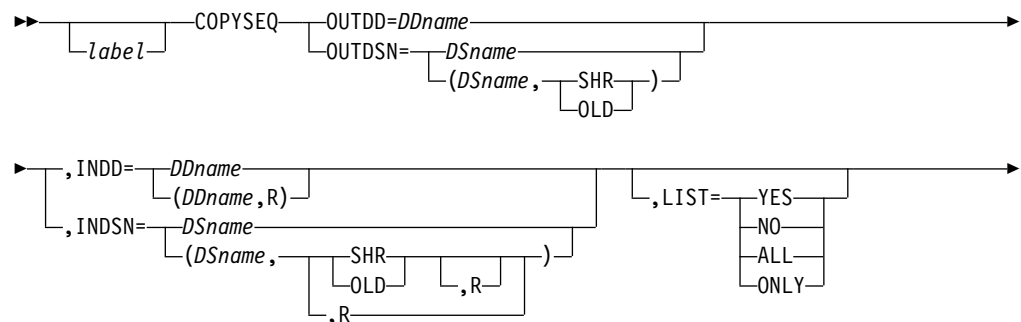 COPYSEQ OUTDD=DDname
label OUTDSN= DSname
(DSname, SHR )
OLD
,INDD= DDname
(DDname,R) ,LIST= YES
,INDSN= DSname NO
(DSname, SHR ) ALL
OLD ,R ONLY
,R